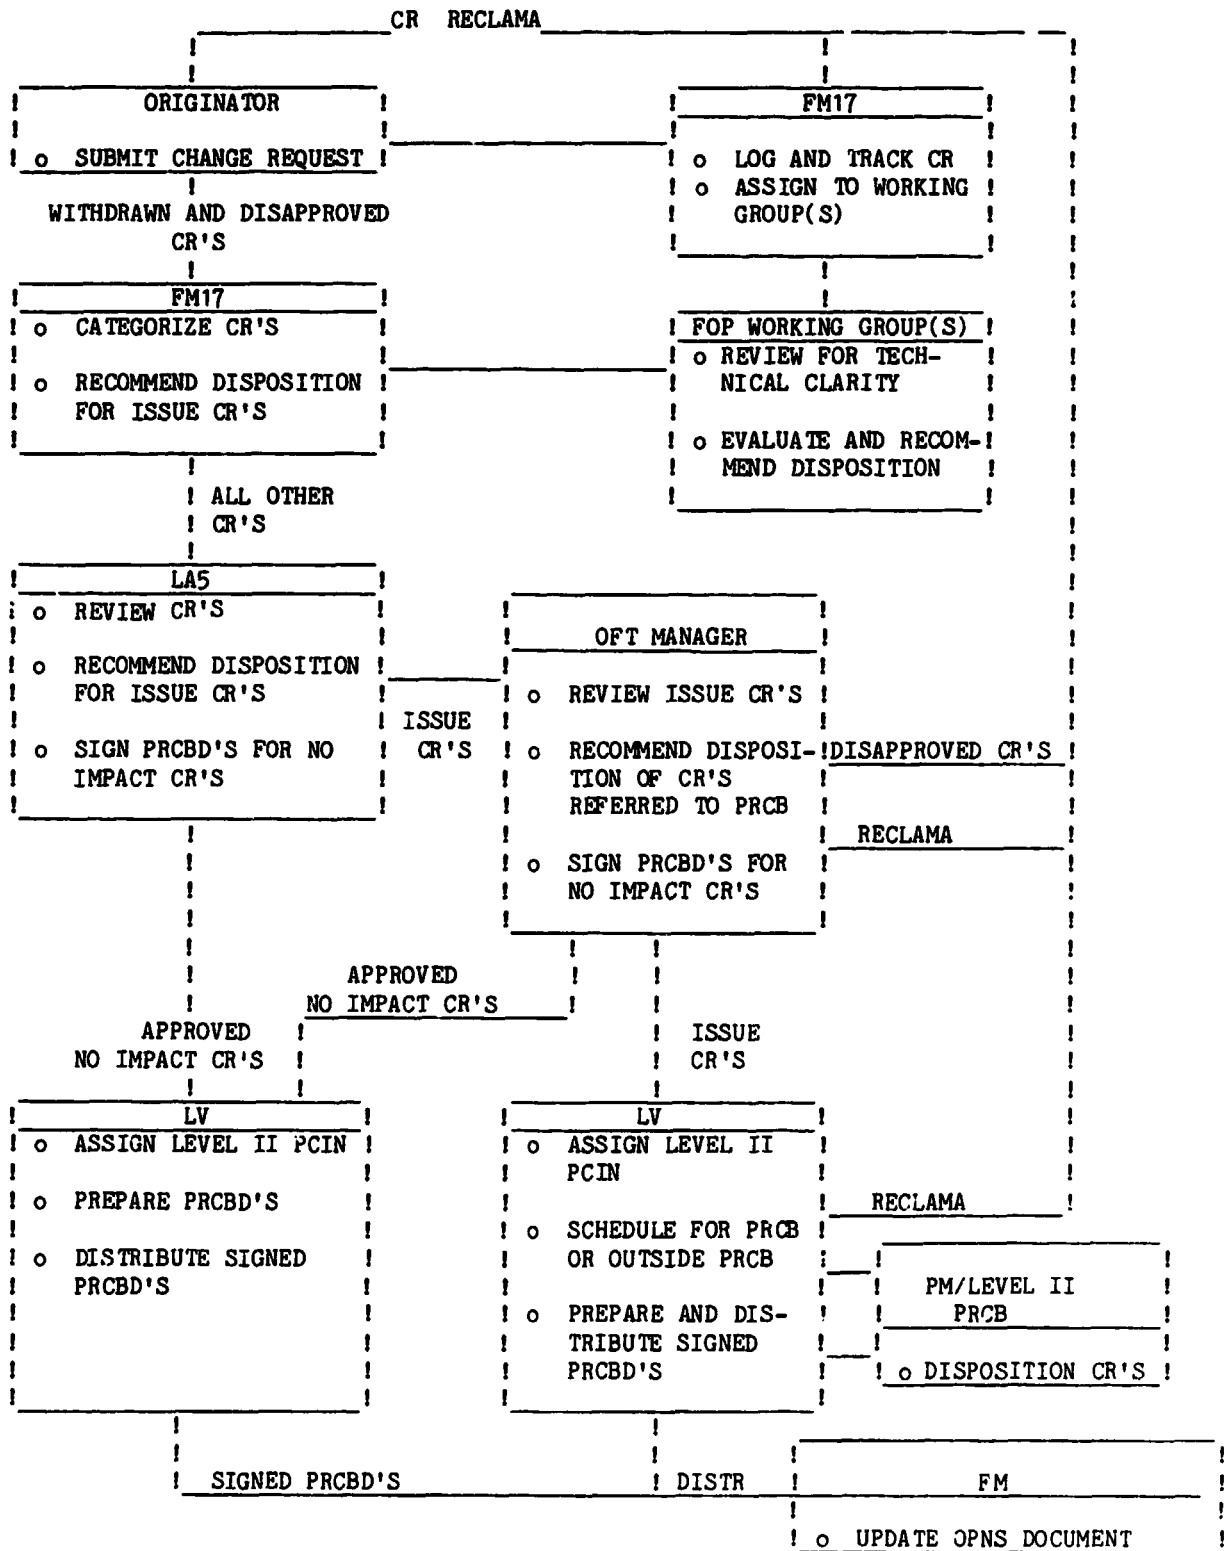 CR RECLAMA
ORIGINATOR
o SUBMIT CHANGE REQUEST
FM17
o LOG AND TRACK CR
o ASSIGN TO WORKING
GROUP(S)
WITHDRAWN AND DISAPPROVED
CR'S
FM17
o CATEGORIZE CR'S
o RECOMMEND DISPOSITION
FOR ISSUE CR'S
FOP WORKING GROUP(S)
o REVIEW FOR TECH-
NICAL CLARITY
o EVALUATE AND RECOM-
MEND DISPOSITION
ALL OTHER
CR'S
LA5
o REVIEW CR'S
o RECOMMEND DISPOSITION
FOR ISSUE CR'S
o SIGN PRCBD'S FOR NO
IMPACT CR'S
ISSUE
CR'S
OFT MANAGER
o REVIEW ISSUE CR'S
o RECOMMEND DISPOSI-
TION OF CR'S
REFERRED TO PRCB
o SIGN PRCBD'S FOR
NO IMPACT CR'S
DISAPPROVED CR'S
RECLAMA
APPROVED
NO IMPACT CR'S
APPROVED
NO IMPACT CR'S
ISSUE
CR'S
LV
o ASSIGN LEVEL II PCIN
o PREPARE PRCBD'S
o DISTRIBUTE SIGNED
PRCBD'S
LV
o ASSIGN LEVEL II
PCIN
o SCHEDULE FOR PRCB
OR OUTSIDE PRCB
o PREPARE AND DIS-
TRIBUTE SIGNED
PRCBD'S
RECLAMA
PM/LEVEL II
PRCB
o DISPOSITION CR'S
SIGNED PRCBD'S
DISTR
FM
o UPDATE OPNS DOCUMENT